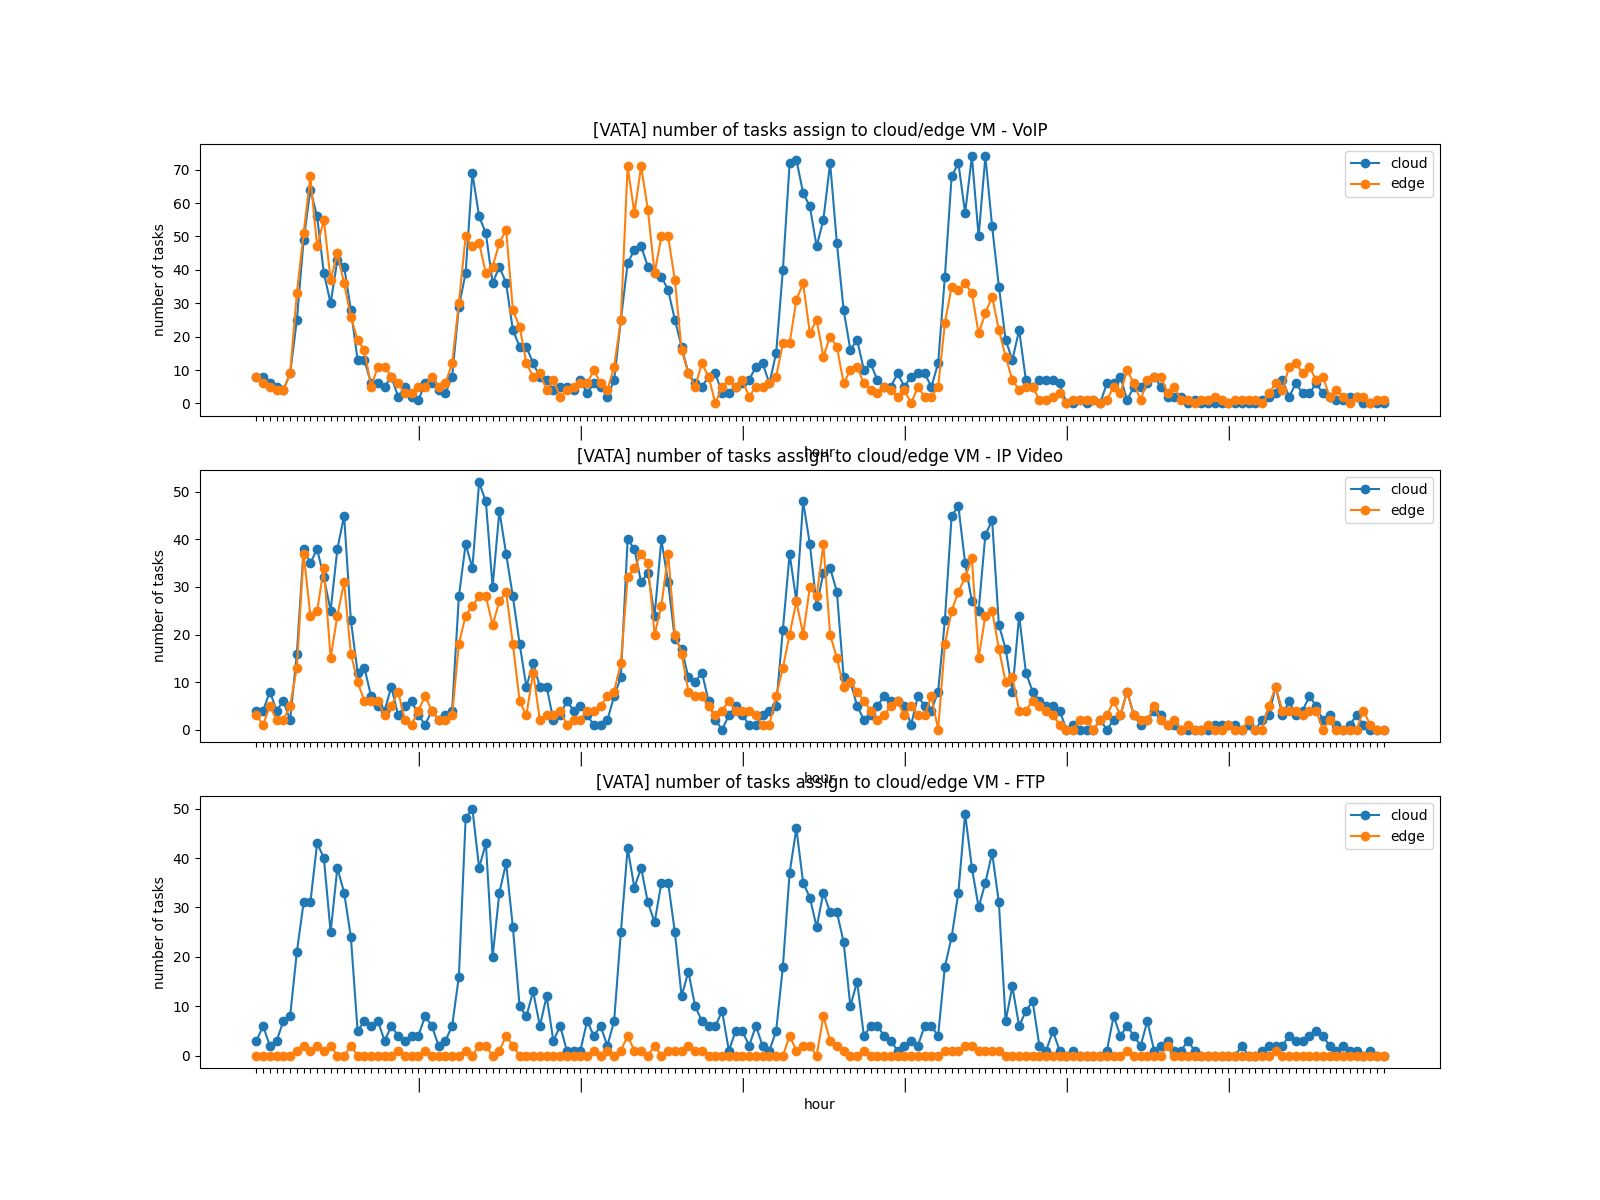 [VATA] number of tasks assign to cloud/edge VM - VoIP
cloud
edge
number of tasks
70
60
50
40
30
20
10
0
hour
[VATA] number of tasks assign to cloud/edge VM - IP Video
cloud
edge
number of tasks
50
40
30
20
10
0
hour
[VATA] number of tasks assign to cloud/edge VM - FTP
cloud
edge
number of tasks
50
40
30
20
10
0
hour